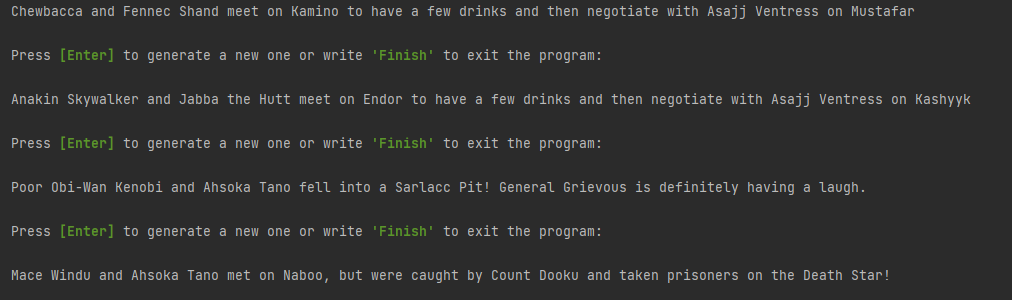 Chewbacca and Fennec Shand meet on Kamino to have a few drinks and then negotiate with Asajj Ventress on Mustafar
Press [Enter] to generate a new one or write 'Finish' to exit the program:
Anakin Skywalker and Jabba the Hutt meet on Endor to have a few drinks and then negotiate with Asajj Ventress on Kashyyk
Press [Enter] to generate a new one or write 'Finish' to exit the program:
Poor Obi-Wan Kenobi and Ahsoka Tano fell into a Sarlacc Pit! General Grievous is definitely having a laugh.
Press [Enter] to generate a new one or write 'Finish' to exit the program:
Mace Windu and Ahsoka Tano met on Naboo, but were caught by Count Dooku and taken prisoners on the Death Star!